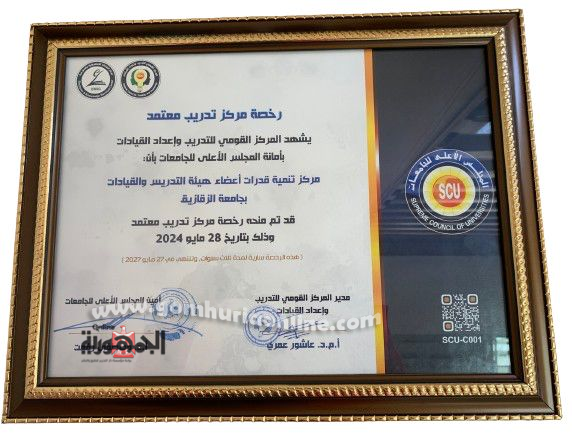 رخصة مركز تدريب معتمد
يشهد المركز القومي للتدريب وإعداد القيادات
بأمانة المجلس الأعلى للجامعات بأن:
مركز تنمية قدرات أعضاء هيئة التدريس والقيادات
بجامعة الزقازيق
قد تم منحه رخصة مركز تدريب معتمد
وذلك بتاريخ 28 مايو 2024
( هذه الرخصة سارية لمدة ثلاث سنوات، وتنتهي في 27 مايو 2027 )
مدير المركز القومي للتدريب
وإعداد القيادات
أ.م.د. عاشور عمري
أمين المجلس الأعلى للجامعات
www.gomhuriaonline.com
الجمهورية
المجلس الأعلى للجامعات
SCU
SUPREME COUNCIL OF UNIVERSITIES
SCU-C001